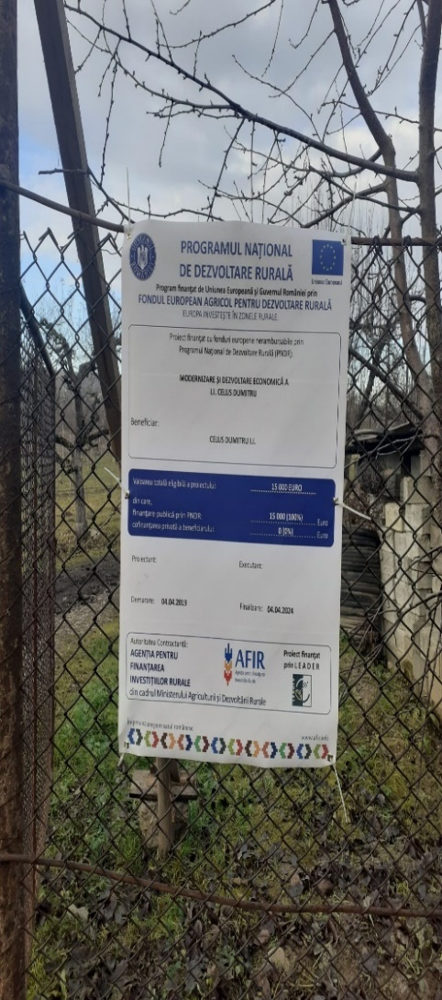 PROGRAMUL NAȚIONAL
DE DEZVOLTARE RURALĂ
Uniunea Europeană
Program finanțat de Uniunea Europeană și Guvernul României prin
FONDUL EUROPEAN AGRICOL PENTRU DEZVOLTARE RURALĂ
EUROPA INVESTEȘTE ÎN ZONELE RURALE
Proiect finanțat cu fonduri europene nerambursabile prin
Programul Național de Dezvoltare Rurală (PNDR):
MODERNIZARE ȘI DEZVOLTARE ECONOMICĂ A
I.I. CELUS DUMITRU
Beneficiar:
CELUS DUMITRU I.I.
Valoarea totală eligibilă a proiectului: 15 000 EURO
din care,
finanțare publică prin PNDR: 15 000 (100%) Euro
cofinanțarea privată a beneficiarului: 0 (0%) Euro
Proiectant: Executant:
Demarare: 04.04.2019 Finalizare: 04.04.2024
Autoritatea Contractantă:
AGENȚIA PENTRU
FINANȚAREA
INVESTIȚIILOR RURALE
din cadrul Ministerului Agriculturii și Dezvoltării Rurale
AFIR
Proiect finanțat
prin LEADER
satul românesc
www.afir.info